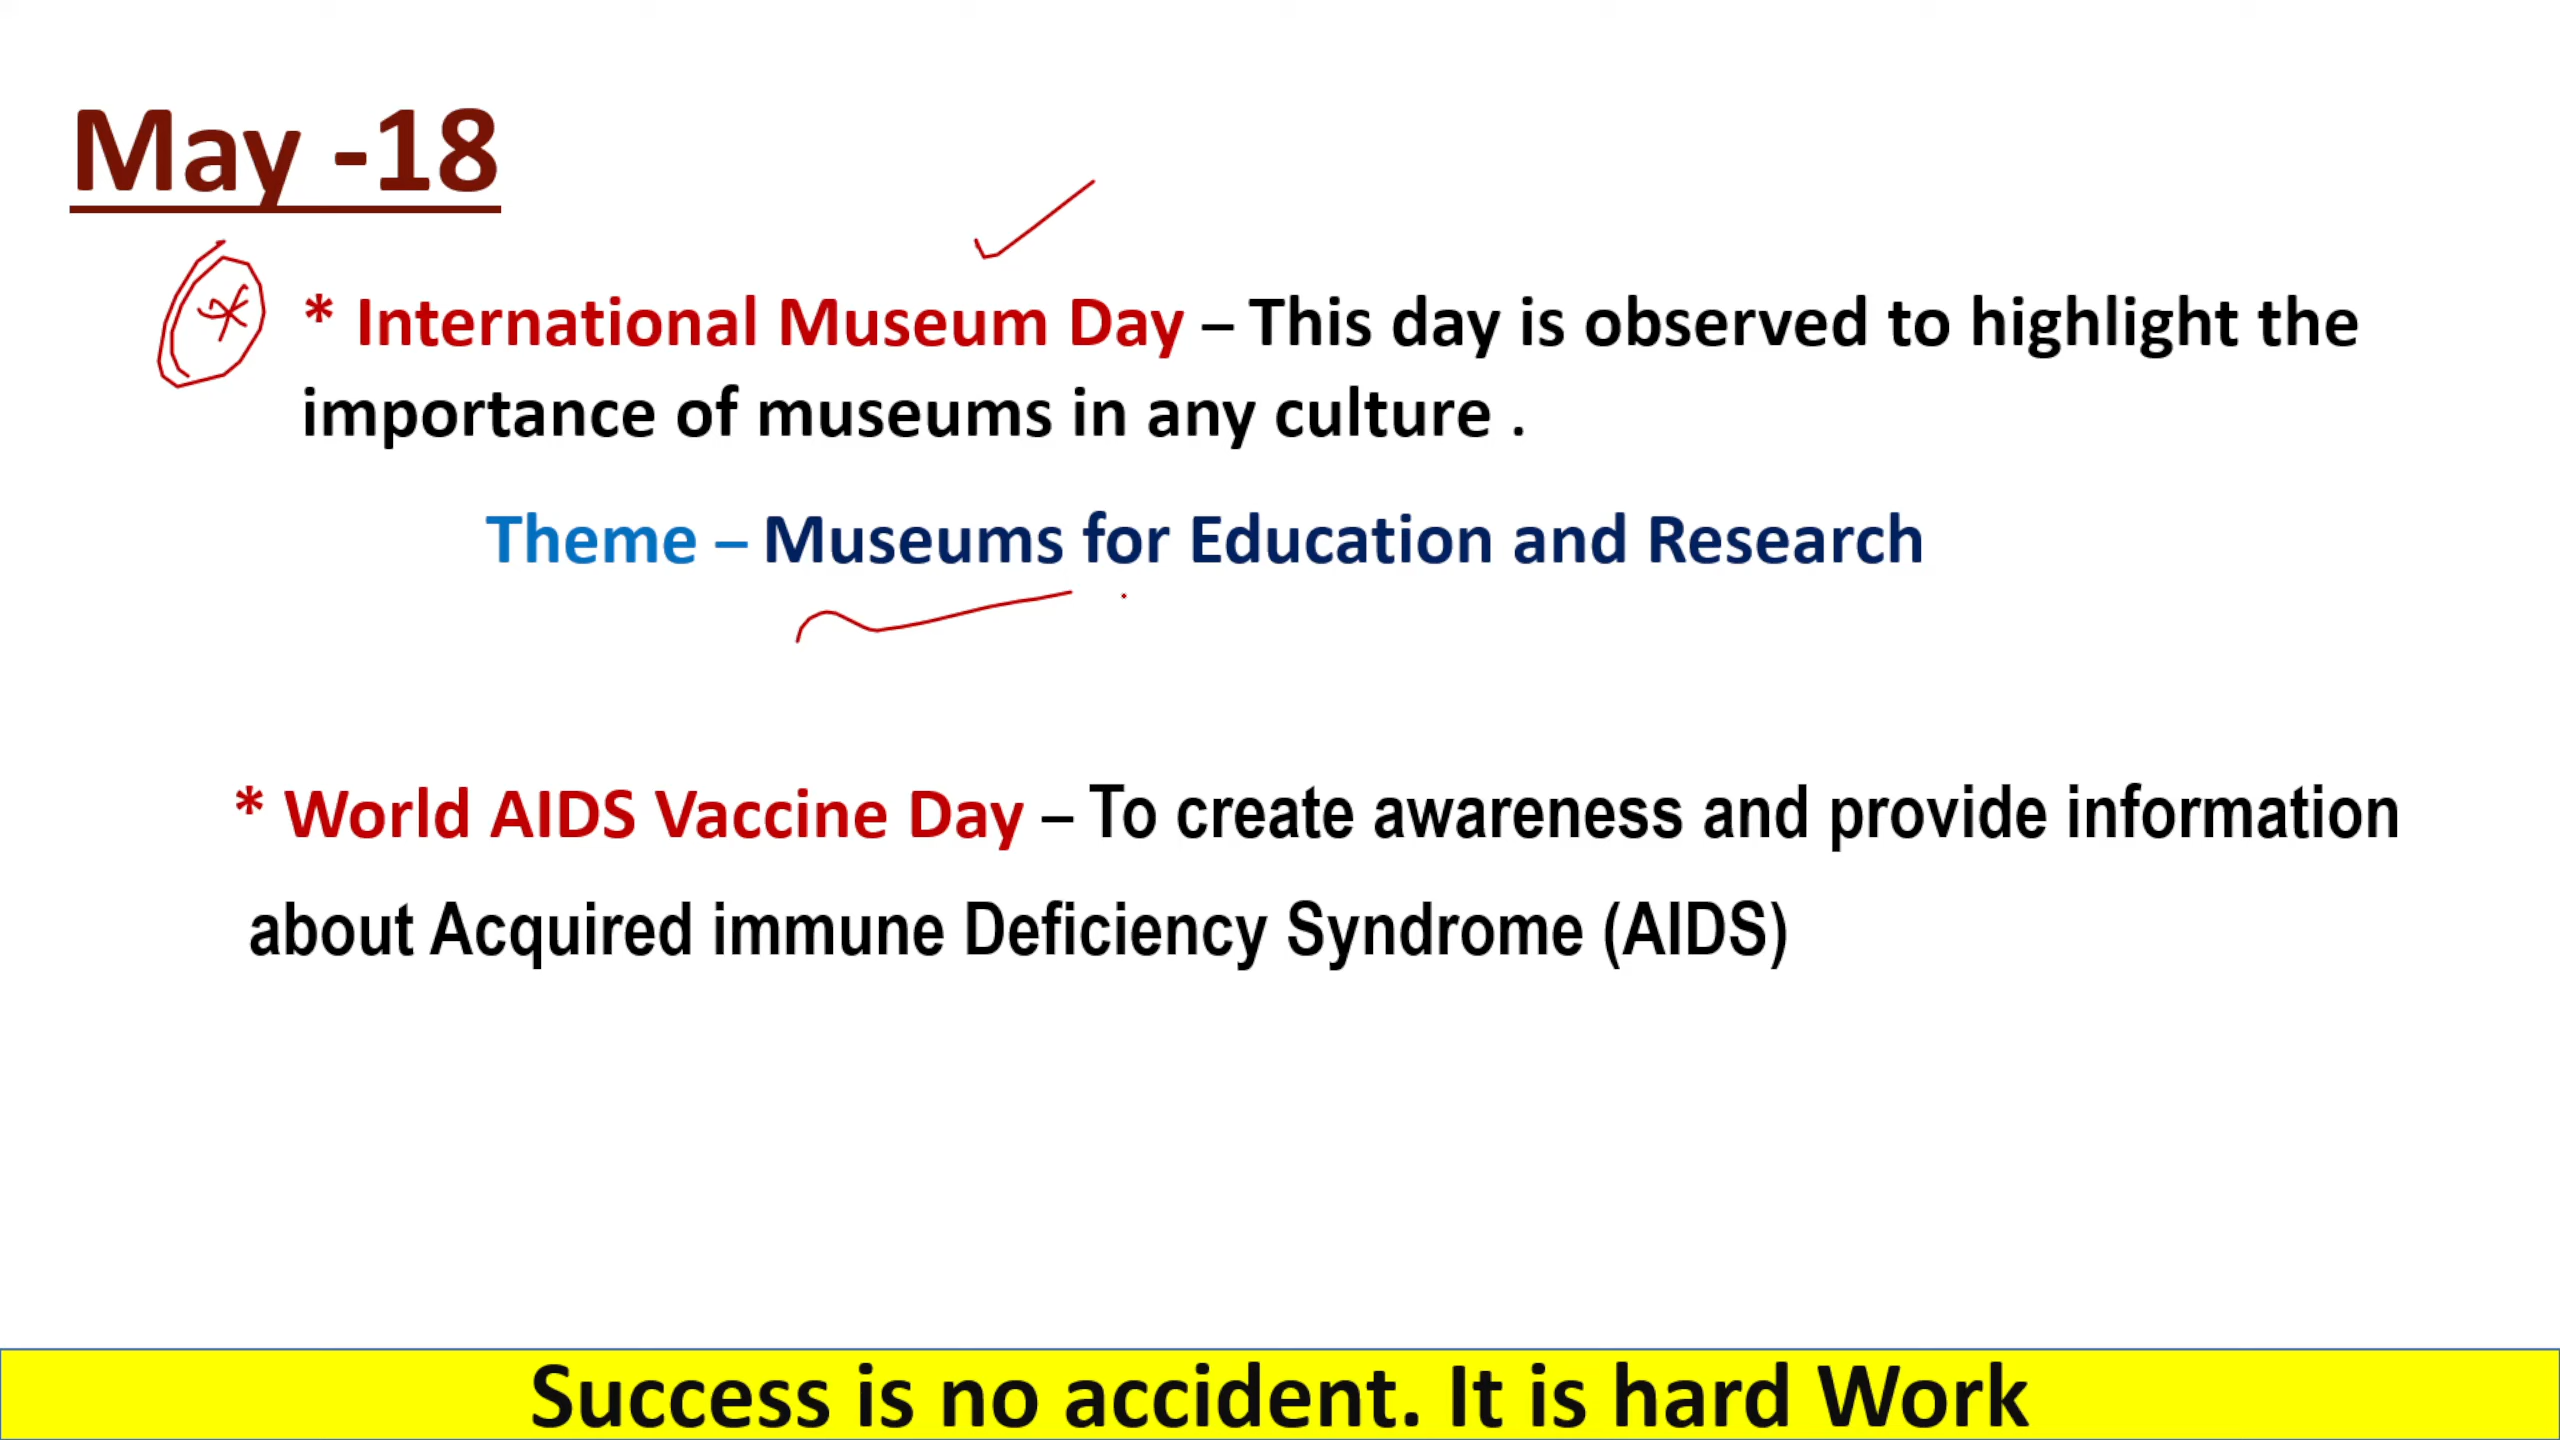 May -18
* International Museum Day – This day is observed to highlight the
importance of museums in any culture .
Theme – Museums for Education and Research
* World AIDS Vaccine Day – To create awareness and provide information
about Acquired immune Deficiency Syndrome (AIDS)
Success is no accident. It is hard Work